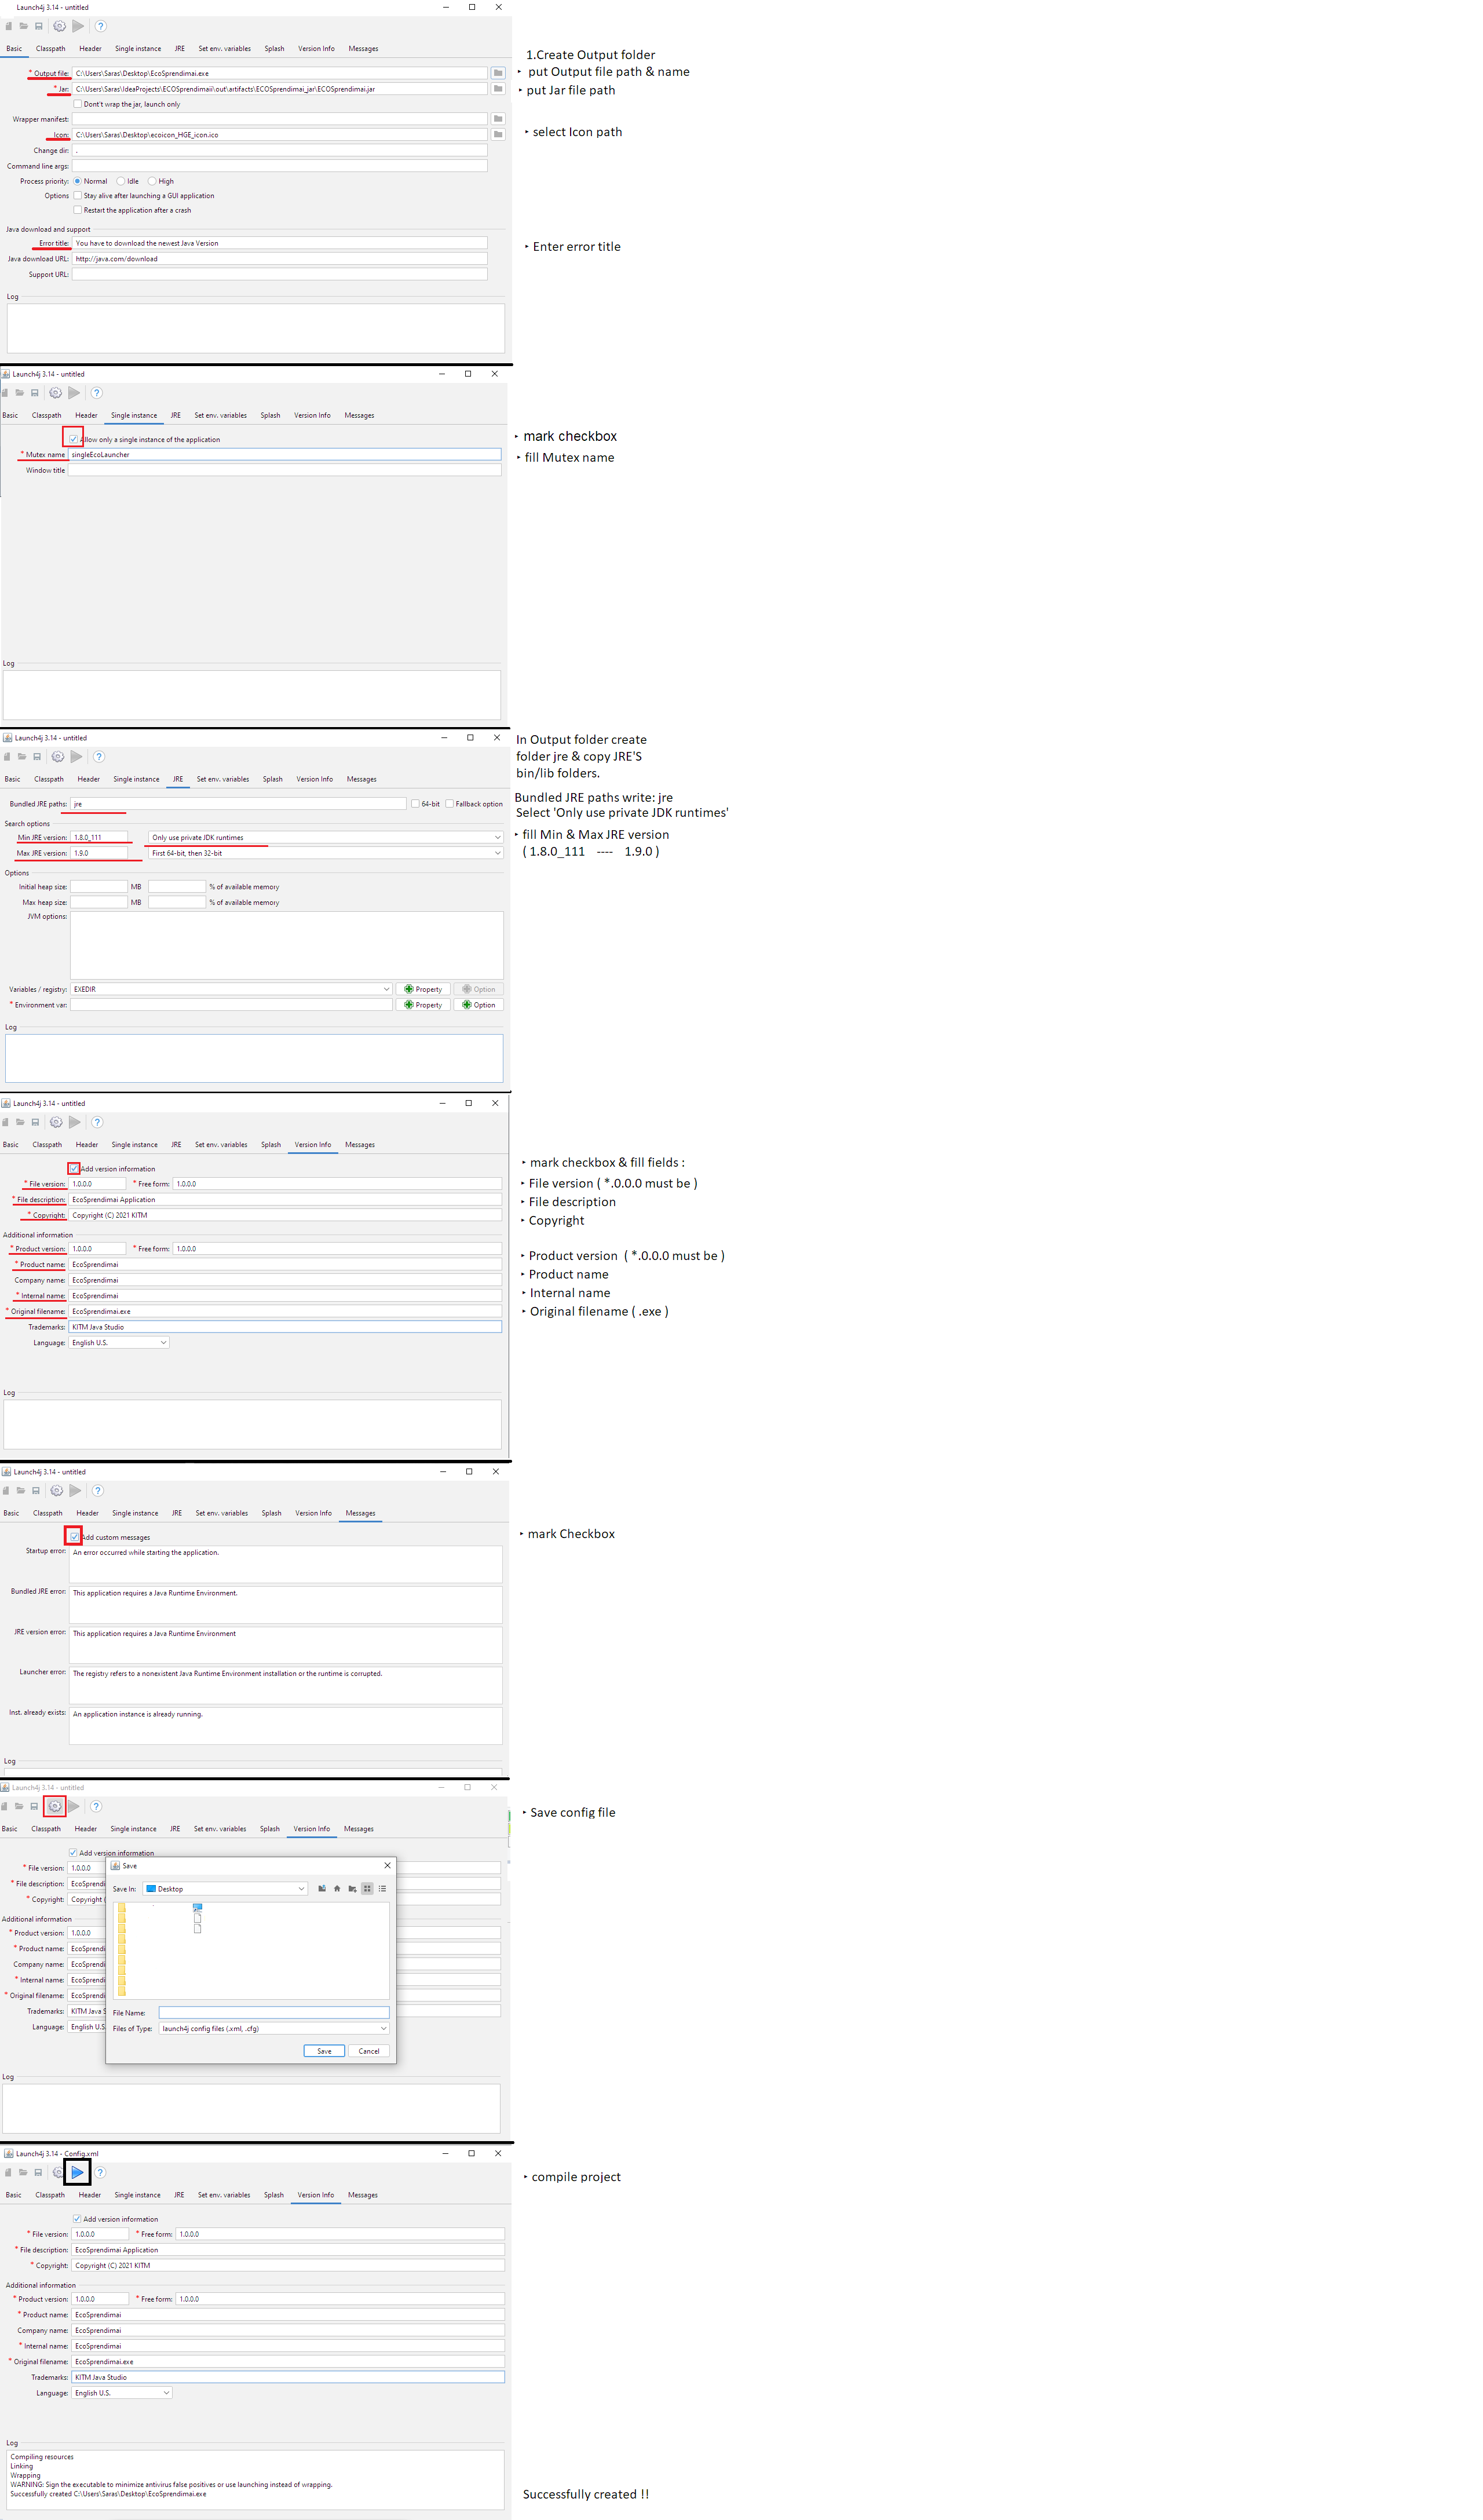 Launch4j 3.14 - untitled
Basic Classpath Header Single instance JRE Set env. variables Splash Version Info Messages
1.Create Output folder
* Output file: C:\Users\Saras\Desktop\EcoSprendimai.exe
‣ put Output file path & name
* Jar: C:\Users\Saras\IdeaProjects\ECOSprendimaii\out\artifacts\ECOSprendimai_jar\ECOSprendimai.jar
‣ put Jar file path
Dont't wrap the jar, launch only
Wrapper manifest:
Icon: C:\Users\Saras\Desktop\ecoicon_HGE_icon.ico
‣ select Icon path
Change dir: .
Command line args:
Process priority: Normal Idle High
Options Stay alive after launching a GUI application
Restart the application after a crash
Java download and support
Error title: You have to download the newest Java Version
‣ Enter error title
Java download URL: http://java.com/download
Support URL:
Log
Launch4j 3.14 - untitled
Basic Classpath Header Single instance JRE Set env. variables Splash Version Info Messages
Allow only a single instance of the application
‣ mark checkbox
* Mutex name singleEcoLauncher
‣ fill Mutex name
Window title
Log
Launch4j 3.14 - untitled
In Output folder create
folder jre & copy JRE'S
bin/lib folders.
Basic Classpath Header Single instance JRE Set env. variables Splash Version Info Messages
Bundled JRE paths: jre 64-bit Fallback option
Bundled JRE paths write: jre
Select 'Only use private JDK runtimes'
Search options
Min JRE version: 1.8.0_111 Only use private JDK runtimes
‣ fill Min & Max JRE version
Max JRE version: 1.9.0 First 64-bit, then 32-bit
( 1.8.0_111 ---- 1.9.0 )
Options
Initial heap size: MB % of available memory
Max heap size: MB % of available memory
JVM options:
Variables / registry: EXEDIR Property Option
* Environment var: Property Option
Log
Launch4j 3.14 - untitled
Basic Classpath Header Single instance JRE Set env. variables Splash Version Info Messages
Add version information
‣ mark checkbox & fill fields :
* File version: 1.0.0.0 * Free form: 1.0.0.0
‣ File version ( *.0.0.0 must be )
* File description: EcoSprendimai Application
‣ File description
* Copyright: Copyright (C) 2021 KITM
‣ Copyright
Additional information
* Product version: 1.0.0.0 * Free form: 1.0.0.0
‣ Product version ( *.0.0.0 must be )
* Product name: EcoSprendimai
‣ Product name
Company name: EcoSprendimai
* Internal name: EcoSprendimai
‣ Internal name
* Original filename: EcoSprendimai.exe
‣ Original filename ( .exe )
Trademarks: KITM Java Studio
Language: English U.S.
Log
Launch4j 3.14 - untitled
Basic Classpath Header Single instance JRE Set env. variables Splash Version Info Messages
Add custom messages
‣ mark Checkbox
Startup error: An error occurred while starting the application.
Bundled JRE error: This application requires a Java Runtime Environment.
JRE version error: This application requires a Java Runtime Environment
Launcher error: The registry refers to a nonexistent Java Runtime Environment installation or the runtime is corrupted.
Inst. already exists: An application instance is already running.
Log
Launch4j 3.14 - untitled
‣ Save config file
Basic Classpath Header Single instance JRE Set env. variables Splash Version Info Messages
Add version information
* File version: 1.0.0.0
* File description: EcoSprendi
* Copyright: Copyright (
Additional information
* Product version: 1.0.0.0
* Product name: EcoSprendi
Company name: EcoSprendi
* Internal name: EcoSprendi
* Original filename: EcoSprendi
Trademarks: KITM Java S
Language: English U.S.
Save
Save In: Desktop
File Name:
Files of Type: launch4j config files (.xml, .cfg)
Save Cancel
Log
Launch4j 3.14 - Config.xml
‣ compile project
Basic Classpath Header Single instance JRE Set env. variables Splash Version Info Messages
Add version information
* File version: 1.0.0.0 * Free form: 1.0.0.0
* File description: EcoSprendimai Application
* Copyright: Copyright (C) 2021 KITM
Additional information
* Product version: 1.0.0.0 * Free form: 1.0.0.0
* Product name: EcoSprendimai
Company name: EcoSprendimai
* Internal name: EcoSprendimai
* Original filename: EcoSprendimai.exe
Trademarks: KITM Java Studio
Language: English U.S.
Log
Compiling resources
Linking
Wrapping
WARNING: Sign the executable to minimize antivirus false positives or use launching instead of wrapping.
Successfully created C:\Users\Saras\Desktop\EcoSprendimai.exe
Successfully created !!